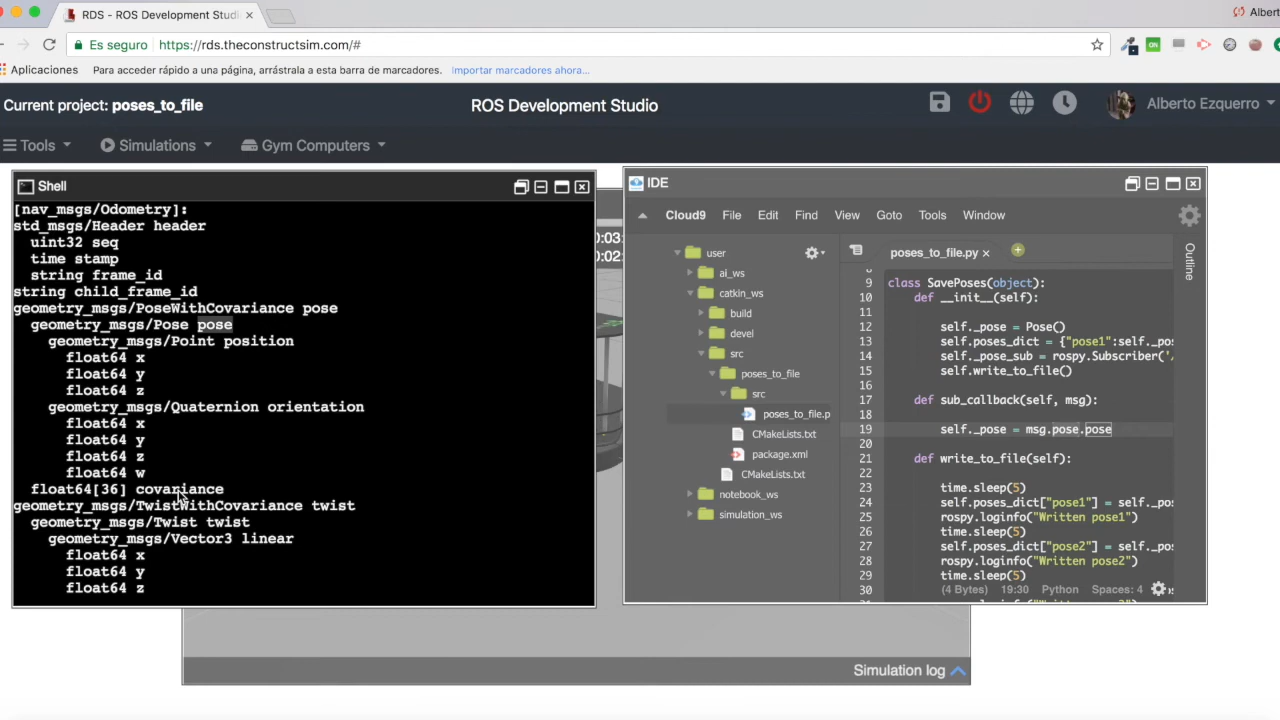 RDS - ROS Development Studi
Alberto
Es seguro https://rds.theconstructsim.com/#
Aplicaciones Para acceder rápido a una página, arrástrala a esta barra de marcadores. Importar marcadores ahora...
Current project: poses_to_file
ROS Development Studio
Alberto Ezquerro
Tools Simulations Gym Computers
Shell
[nav_msgs/Odometry]:
std_msgs/Header header
uint32 seq
time stamp
string frame_id
string child_frame_id
geometry_msgs/PoseWithCovariance pose
geometry_msgs/Pose pose
geometry_msgs/Point position
float64 x
float64 y
float64 z
geometry_msgs/Quaternion orientation
float64 x
float64 y
float64 z
float64 w
float64[36] covariance
geometry_msgs/TwistWithCovariance twist
geometry_msgs/Twist twist
geometry_msgs/Vector3 linear
float64 x
float64 y
float64 z
0:03:
0:02:
IDE
Cloud9 File Edit Find View Goto Tools Window
user
ai_ws
catkin_ws
build
devel
src
poses_to_file
src
poses_to_file.p
CMakeLists.txt
package.xml
CMakeLists.txt
notebook_ws
simulation_ws
poses_to_file.py
Outline
9 class SavePoses(object):
10 def __init__(self):
11
12 self._pose = Pose()
13 self.poses_dict = {"pose1":self._pos
14 self._pose_sub = rospy.Subscriber('/
15 self.write_to_file()
16
17 def sub_callback(self, msg):
18
19 self._pose = msg.pose.pose
20
21 def write_to_file(self):
22
23 time.sleep(5)
24 self.poses_dict["pose1"] = self._pos
25 rospy.loginfo("Written pose1")
26 time.sleep(5)
27 self.poses_dict["pose2"] = self._pos
28 rospy.loginfo("Written pose2")
29 time.sleep(5)
30
(4 Bytes) 19:30 Python Spaces: 4
Simulation log